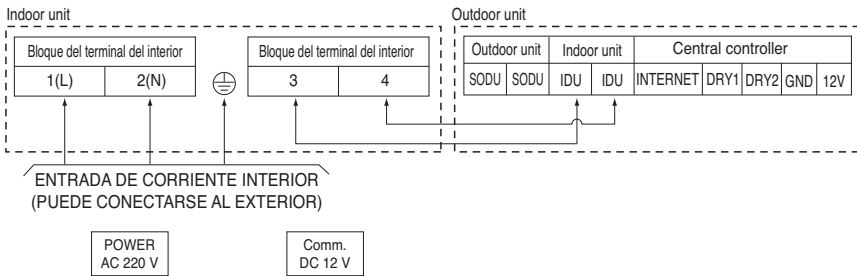 Indoor unit
Outdoor unit
Bloque del terminal del interior
Bloque del terminal del interior
Outdoor unit Indoor unit Central controller
1(L) 2(N) 3 4
SODU SODU IDU IDU INTERNET DRY1 DRY2 GND 12V
ENTRADA DE CORRIENTE INTERIOR
(PUEDE CONECTARSE AL EXTERIOR)
POWER
AC 220 V
Comm.
DC 12 V